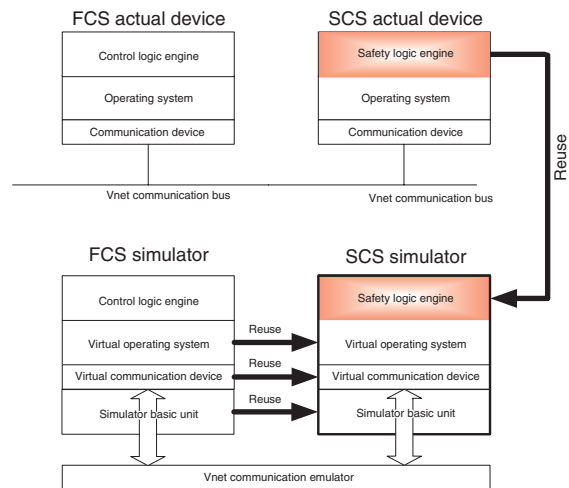 FCS actual device
SCS actual device
Control logic engine
Safety logic engine
Operating system
Operating system
Communication device
Communication device
Reuse
Vnet communication bus
Vnet communication bus
FCS simulator
SCS simulator
Control logic engine
Safety logic engine
Reuse
Virtual operating system
Virtual operating system
Reuse
Virtual communication device
Virtual communication device
Reuse
Simulator basic unit
Simulator basic unit
Vnet communication emulator